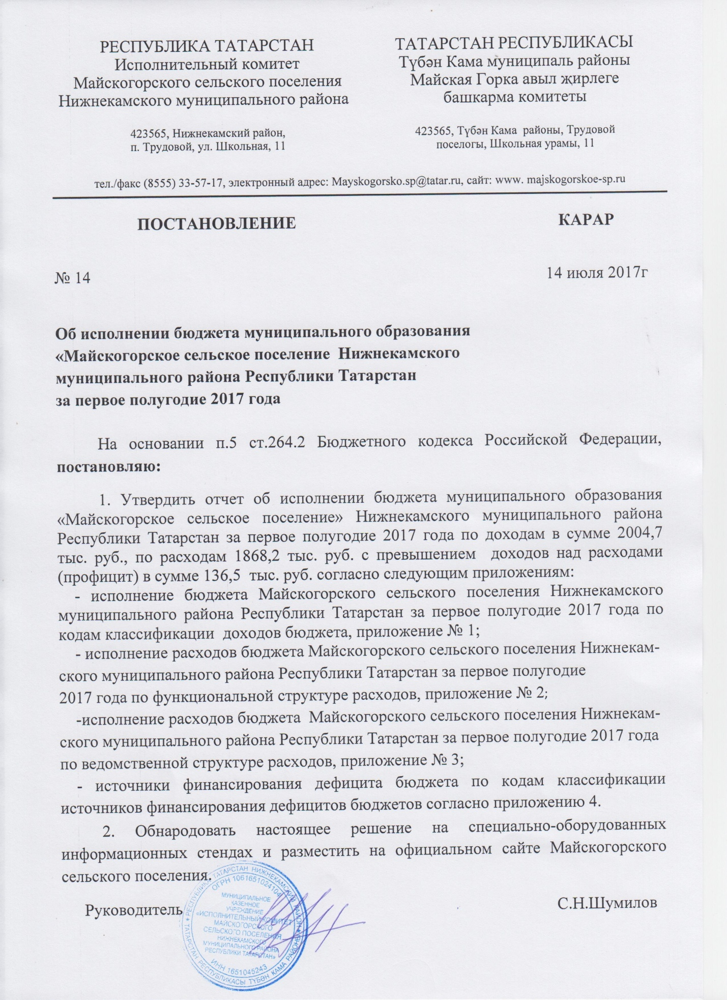 РЕСПУБЛИКА ТАТАРСТАН
Исполнительный комитет
Майскогорского сельского поселения
Нижнекамского муниципального района
423565, Нижнекамский район,
п. Трудовой, ул. Школьная, 11
ТАТАРСТАН РЕСПУБЛИКАСЫ
Түбән Кама муниципаль районы
Майская Горка авыл җирлеге
башкарма комитеты
423565, Түбән Кама  районы, Трудовой
поселогы, Школьная урамы, 11
тел./факс (8555) 33-57-17, электронный адрес: Mayskogorsko.sp@tatar.ru, сайт: www. majskogorskoe-sp.ru
ПОСТАНОВЛЕНИЕ
КАРАР
№ 14
14 июля 2017г
Об исполнении бюджета муниципального образования
«Майскогорское сельское поселение  Нижнекамского
муниципального района Республики Татарстан
за первое полугодие 2017 года
На основании п.5 ст.264.2 Бюджетного кодекса Российской Федерации,
постановляю:
1. Утвердить отчет об исполнении бюджета муниципального образования
«Майскогорское сельское поселение» Нижнекамского муниципального района
Республики Татарстан за первое полугодие 2017 года по доходам в сумме 2004,7
тыс. руб., по расходам 1868,2 тыс. руб. с превышением  доходов над расходами
(профицит) в сумме 136,5  тыс. руб. согласно следующим приложениям:
- исполнение бюджета Майскогорского сельского поселения Нижнекамского
муниципального района Республики Татарстан за первое полугодие 2017 года по
кодам классификации  доходов бюджета, приложение № 1;
- исполнение расходов бюджета Майскогорского сельского поселения Нижнекам-
ского муниципального района Республики Татарстан за первое полугодие
2017 года по функциональной структуре расходов, приложение № 2;
-исполнение расходов бюджета  Майскогорского сельского поселения Нижнекам-
ского муниципального района Республики Татарстан за первое полугодие 2017 года
по ведомственной структуре расходов, приложение № 3;
- источники финансирования дефицита бюджета по кодам классификации
источников финансирования дефицитов бюджетов согласно приложению 4.
2. Обнародовать настоящее решение на специально-оборудованных
информационных стендах и разместить на официальном сайте Майскогорского
сельского поселения.
Руководитель
С.Н.Шумилов
РЕСПУБЛИКА ТАТАРСТАН НИЖНЕКАМСКИЙ РАЙОН
ТАТАРСТАН РЕСПУБЛИКАСЫ ТҮБӘН КАМА РАЙОНЫ
ОГРН 1061651024104
МУНИЦИПАЛЬНОЕ
КАЗЕННОЕ
УЧРЕЖДЕНИЕ
«ИСПОЛНИТЕЛЬНЫЙ КОМИТЕТ
МАЙСКОГОРСКОГО
СЕЛЬСКОГО ПОСЕЛЕНИЯ
НИЖНЕКАМСКОГО
МУНИЦИПАЛЬНОГО РАЙОНА
РЕСПУБЛИКИ ТАТАРСТАН»
ИНН 1651045243